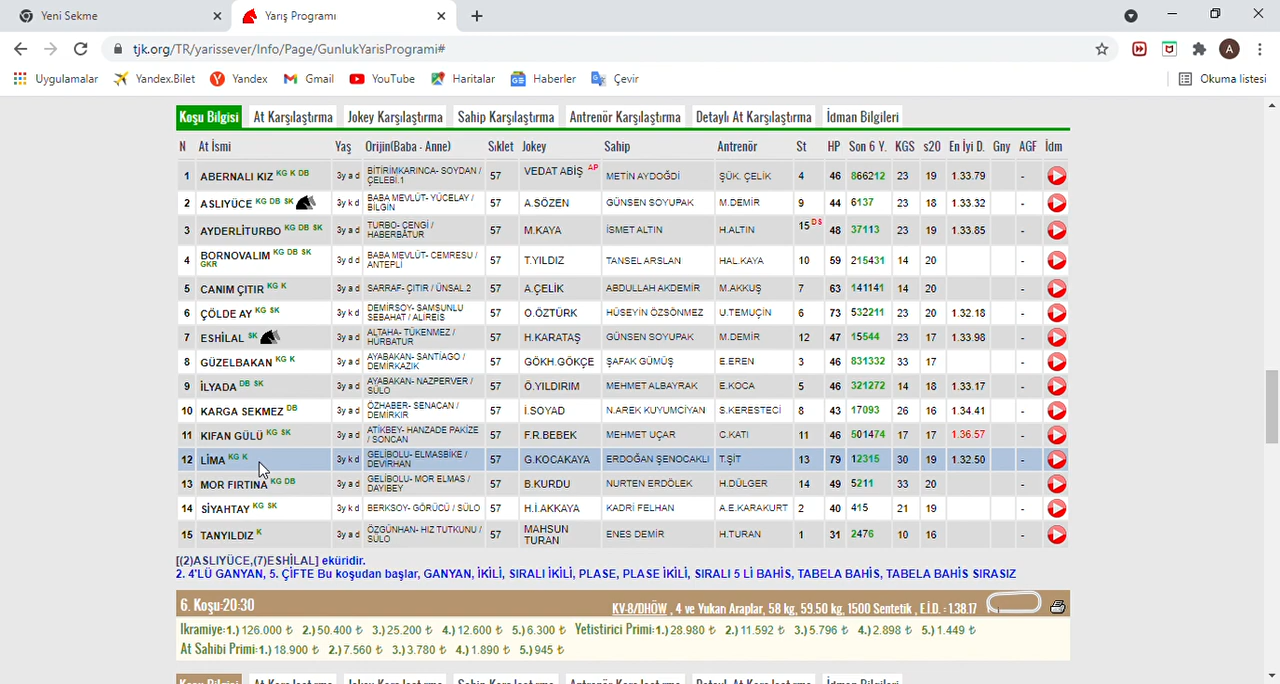 Yeni Sekme
Yarış Programı
tjk.org/TR/yarissever/Info/Page/GunlukYarisProgrami#
Uygulamalar Yandex.Bilet Yandex Gmail YouTube Haritalar Haberler Çevir Okuma listesi
Koşu Bilgisi At Karşılaştırma Jokey Karşılaştırma Sahip Karşılaştırma Antrenör Karşılaştırma Detaylı At Karşılaştırma İdman Bilgileri
N At İsmi Yaş Orijin(Baba - Anne) Sıklet Jokey Sahip Antrenör St HP Son 6 Y. KGS s20 En İyi D. Gny AGF İdm
1 ABERNALI KIZ KG K DB 3y a d BİTİRİMKARINCA- SOYDAN / ÇELEBİ.1 57 VEDAT ABİŞ AP METİN AYDOĞDİ ŞÜK. ÇELİK 4 46 866212 23 19 1.33.79 -
2 ASLIYÜCE KG DB SK 3y k d BABA MEVLÜT- YÜCELAY / BILGIN 57 A.SÖZEN GÜNSEN SOYUPAK M.DEMİR 9 44 6137 23 18 1.33.32 -
3 AYDERLİTURBO KG DB SK 3y a d TURBO- ÇENGİ / HABERBATUR 57 M.KAYA İSMET ALTIN H.ALTIN 15 DS 48 37113 23 19 1.33.85 -
4 BORNOVALIM KG DB SK GKR 3y d d BABA MEVLÜT- CEMRESU / ANTEPLİ 57 T.YILDIZ TANSEL ARSLAN HAL.KAYA 10 59 215431 14 20 -
5 CANIM ÇITIR KG K 3y a d SARRAF- ÇITIR / ÜNSAL.2 57 A.ÇELİK ABDULLAH AKDEMİR M.AKKUŞ 7 63 141141 14 20 -
6 ÇÖLDE AY KG SK 3y k d DEMİRSOY- SAMSUNLU SEBAHAT / ALİREİS 57 O.ÖZTÜRK HÜSEYİN ÖZSÖNMEZ U.TEMUÇİN 6 73 532211 23 20 1.32.18 -
7 ESHİLAL SK 3y k d ALTAHA- TÜKENMEZ / HÜRBATUR 57 H.KARATAŞ GÜNSEN SOYUPAK M.DEMİR 12 47 15544 23 17 1.33.98 -
8 GÜZELBAKAN KG K 3y a d AYABAKAN- SANTİAGO / DEMİRKAZIK 57 GÖKH.GÖKÇE ŞAFAK GÜMÜŞ E.EREN 3 46 831332 33 17 -
9 İLYADA DB SK 3y a d AYABAKAN- NAZPERVER / SÜLO 57 Ö.YILDIRIM MEHMET ALBAYRAK E.KOCA 5 46 321272 14 18 1.33.17 -
10 KARGA SEKMEZ DB 3y a d ÖZHABER- SENACAN / DEMİRKIR 57 İ.SOYAD N.AREK KUYUMCİYAN S.KERESTECİ 8 43 17093 26 16 1.34.41 -
11 KIFAN GÜLÜ KG SK 3y a d ATİKBEY- HANZADE PAKİZE / SONCAN 57 F.R.BEBEK MEHMET UÇAR C.KATI 11 46 501474 17 17 1.36.57 -
12 LİMA KG K 3y k d GELİBOLU- ELMASBİKE / DEVİRHAN 57 G.KOCAKAYA ERDOĞAN ŞENOCAKLI T.ŞİT 13 79 12315 30 19 1.32.50 -
13 MOR FIRTINA KG DB 3y a d GELİBOLU- MOR ELMAS / DAYIBEY 57 B.KURDU NURTEN ERDÖLEK H.DÜLGER 14 49 5211 33 20 -
14 SİYAHTAY KG SK 3y k d BERKSOY- GÖRÜCÜ / SÜLO 57 H.İ.AKKAYA KADRİ FELHAN A.E.KARAKURT 2 40 415 21 19 -
15 TANYILDIZ K 3y a d ÖZGÜNHAN- HIZ TUTKUNU / SÜLO 57 MAHSUN TURAN ENES DEMİR H.TURAN 1 31 2476 10 16 -
[(2)ASLIYÜCE,(7)ESHİLAL] eküridir.
2. 4'LÜ GANYAN, 5. ÇİFTE Bu koşudan başlar, GANYAN, İKİLİ, SIRALI İKİLİ, PLASE, PLASE İKİLİ, SIRALI 5 Lİ BAHİS, TABELA BAHİS, TABELA BAHİS SIRASIZ
6. Koşu:20:30 KV-8/DHÖW , 4 ve Yukarı Araplar, 58 kg, 59.50 kg, 1500 Sentetik , E.İ.D. : 1.38.17
Ikramiye:1.) 126.000 ₺ 2.) 50.400 ₺ 3.) 25.200 ₺ 4.) 12.600 ₺ 5.) 6.300 ₺ Yetistirici Primi:1.) 28.980 ₺ 2.) 11.592 ₺ 3.) 5.796 ₺ 4.) 2.898 ₺ 5.) 1.449 ₺
At Sahibi Primi:1.) 18.900 ₺ 2.) 7.560 ₺ 3.) 3.780 ₺ 4.) 1.890 ₺ 5.) 945 ₺
Koşu Bilgisi At Karşılaştırma Jokey Karşılaştırma Sahip Karşılaştırma Antrenör Karşılaştırma Detaylı At Karşılaştırma İdman Bilgileri